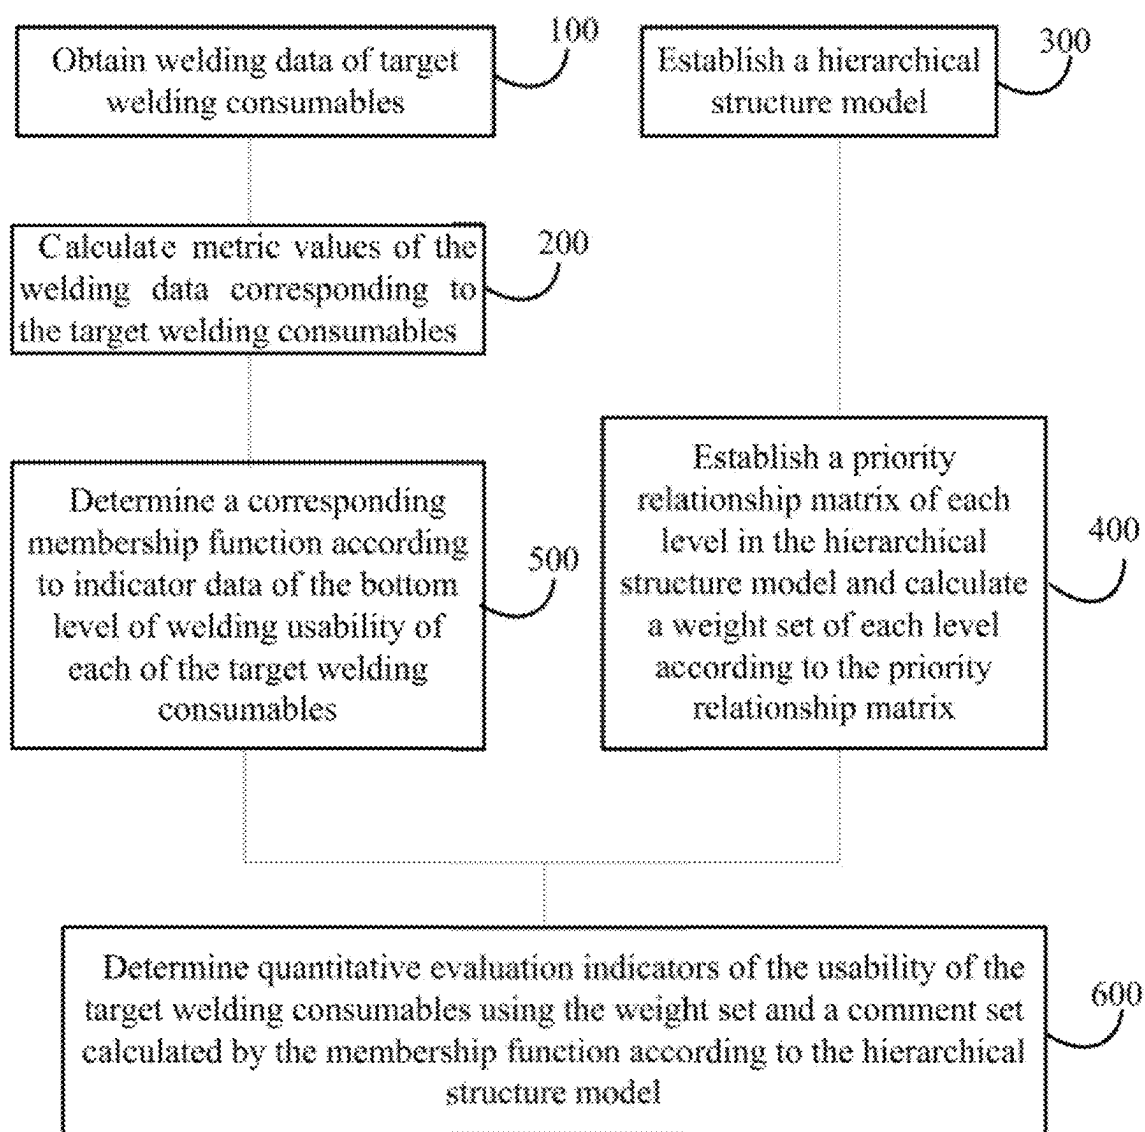 100
Obtain welding data of target
welding consumables
300
Establish a hierarchical
structure model
200
Calculate metric values of the
welding data corresponding to
the target welding consumables
500
Determine a corresponding
membership function according
to indicator data of the bottom
level of welding usability of
each of the target welding
consumables
400
Establish a priority
relationship matrix of each
level in the hierarchical
structure model and calculate
a weight set of each level
according to the priority
relationship matrix
600
Determine quantitative evaluation indicators of the usability of the
target welding consumables using the weight set and a comment set
calculated by the membership function according to the hierarchical
structure model